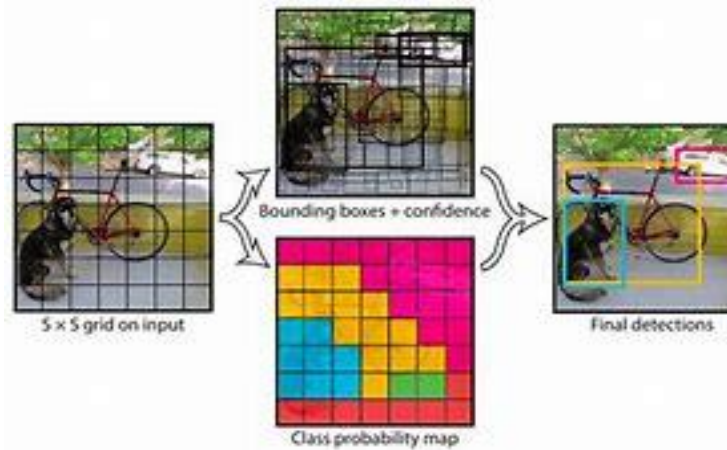 Bounding boxes + confidence
S × S grid on input
Final detections
Class probability map